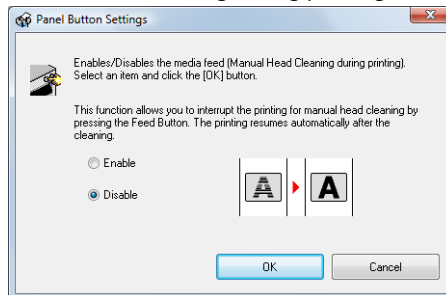 Panel Button Settings
Enables/Disables the media feed (Manual Head Cleaning during printing).
Select an item and click the [OK] button.
This function allows you to interrupt the printing for manual head cleaning by
pressing the Feed Button. The printing resumes automatically after the
cleaning.
Enable
Disable
A A
OK Cancel